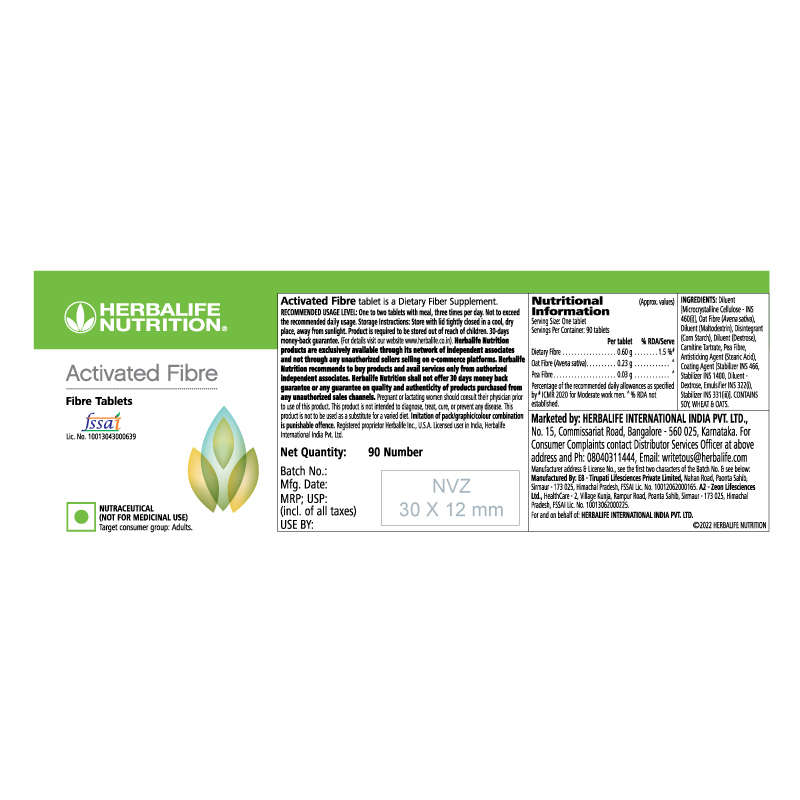 HERBALIFE
NUTRITION®
Activated Fibre
Fibre Tablets
fssai
Lic. No. 10013043000639
NUTRACEUTICAL
(NOT FOR MEDICINAL USE)
Target consumer group: Adults.
Activated Fibre tablet is a Dietary Fiber Supplement.
RECOMMENDED USAGE LEVEL: One to two tablets with meal, three times per day. Not to exceed
the recommended daily usage. Storage Instructions: Store with lid tightly closed in a cool, dry
place, away from sunlight. Product is required to be stored out of reach of children. 30-days
money-back guarantee. (For details visit our website www.herbalife.co.in). Herbalife Nutrition
products are exclusively available through its network of independent associates
and not through any unauthorized sellers selling on e-commerce platforms. Herbalife
Nutrition recommends to buy products and avail services only from authorized
independent associates. Herbalife Nutrition shall not offer 30 days money back
guarantee or any guarantee on quality and authenticity of products purchased from
any unauthorized sales channels. Pregnant or lactating women should consult their physician prior
to use of this product. This product is not intended to diagnose, treat, cure, or prevent any disease. This
product is not to be used as a substitute for a varied diet. Imitation of pack/graphic/colour combination
is punishable offence. Registered proprietor Herbalife Inc., U.S.A. Licensed user in India, Herbalife
International India Pvt. Ltd.
Net Quantity: 90 Number
Batch No.:
Mfg. Date:
MRP; USP:
(incl. of all taxes)
USE BY:
NVZ
30 X 12 mm
Nutritional
Information
(Approx. values)
Serving Size: One tablet
Servings Per Container: 90 tablets
Per tablet % RDA/Serve
Dietary Fibre .................. 0.60 g ......... 1.5 %#
Oat Fibre (Avena sativa).......... 0.23 g ............ ^
Pea Fibre ..................... 0.03 g ............ ^
Percentage of the recommended daily allowances as specified
by # ICMR 2020 for Moderate work men. ^ % RDA not
established.
INGREDIENTS: Diluent
[Microcrystalline Cellulose - INS
460(i)], Oat Fibre (Avena sativa),
Diluent (Maltodextrin), Disintegrant
(Corn Starch), Diluent (Dextrose),
Carnitine Tartrate, Pea Fibre,
Antisticking Agent (Stearic Acid),
Coating Agent [Stabilizer INS 466,
Stabilizer INS 1400, Diluent -
Dextrose, Emulsifier INS 322(i),
Stabilizer INS 331(iii)]. CONTAINS
SOY, WHEAT & OATS.
Marketed by: HERBALIFE INTERNATIONAL INDIA PVT. LTD.,
No. 15, Commissariat Road, Bangalore - 560 025, Karnataka. For
Consumer Complaints contact Distributor Services Officer at above
address and Ph: 08040311444, Email: writetous@herbalife.com
Manufacturer address & License No., see the first two characters of the Batch No. & see below:
Manufactured By: E8 - Tirupati Lifesciences Private Limited, Nahan Road, Paonta Sahib,
Sirmaur - 173 025, Himachal Pradesh, FSSAI Lic. No. 10012062000165. A2 - Zeon Lifesciences
Ltd., HealthCare - 2, Village Kunja, Rampur Road, Paonta Sahib, Sirmaur - 173 025, Himachal
Pradesh, FSSAI Lic. No. 10013062000225.
For and on behalf of: HERBALIFE INTERNATIONAL INDIA PVT. LTD.
©2022 HERBALIFE NUTRITION